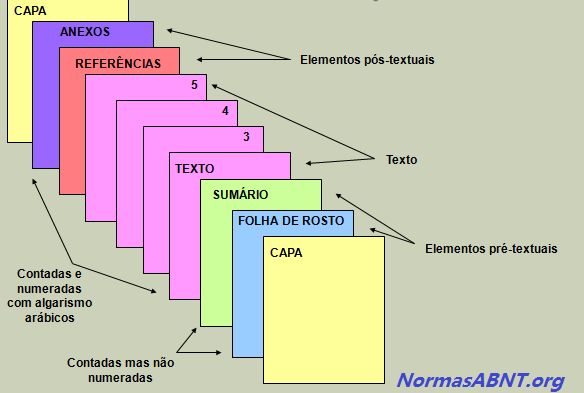 CAPA
ANEXOS
Elementos pós-textuais
REFERÊNCIAS
5
4
3
Texto
TEXTO
SUMÁRIO
FOLHA DE ROSTO
Elementos pré-textuais
CAPA
Contadas e
numeradas
com algarismo
arábicos
Contadas mas não
numeradas
NormasABNT.org